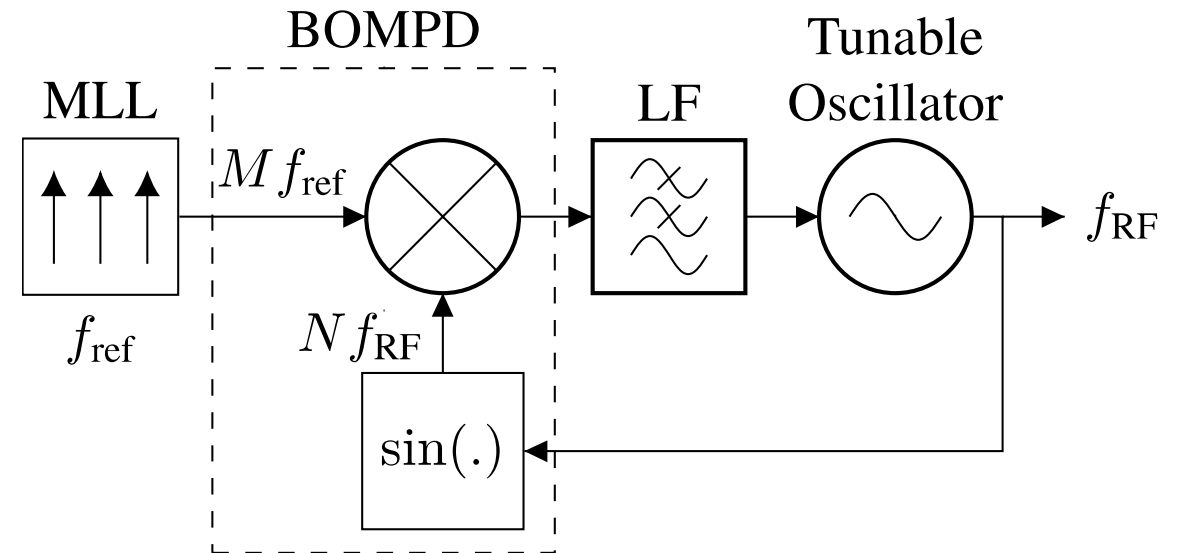 BOMPD
Tunable
Oscillator
MLL
LF
M f_ref
f_RF
f_ref
N f_RF
sin(.)